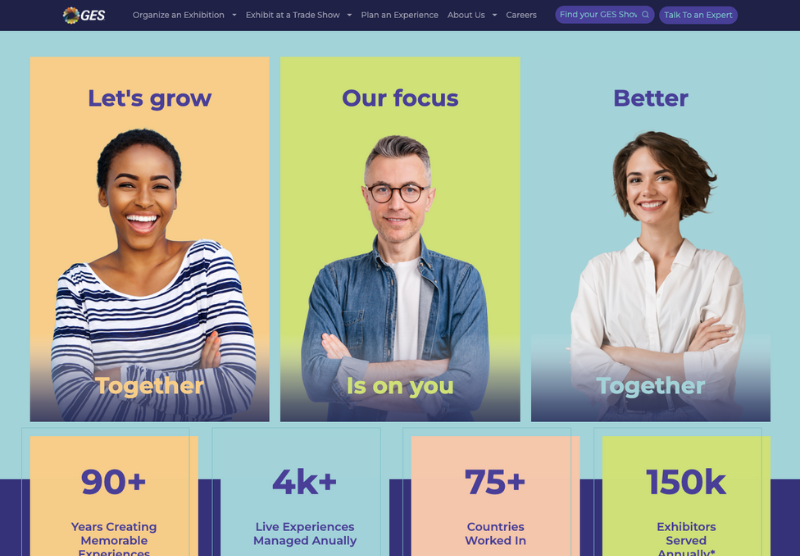 GES
Organize an Exhibition
Exhibit at a Trade Show
Plan an Experience
About Us
Careers
Find your GES Show
Talk To an Expert
Let's grow
Together
Our focus
Is on you
Better
Together
90+
Years Creating
Memorable
Experiences
4k+
Live Experiences
Managed Anually
75+
Countries
Worked In
150k
Exhibitors
Served
Annually*